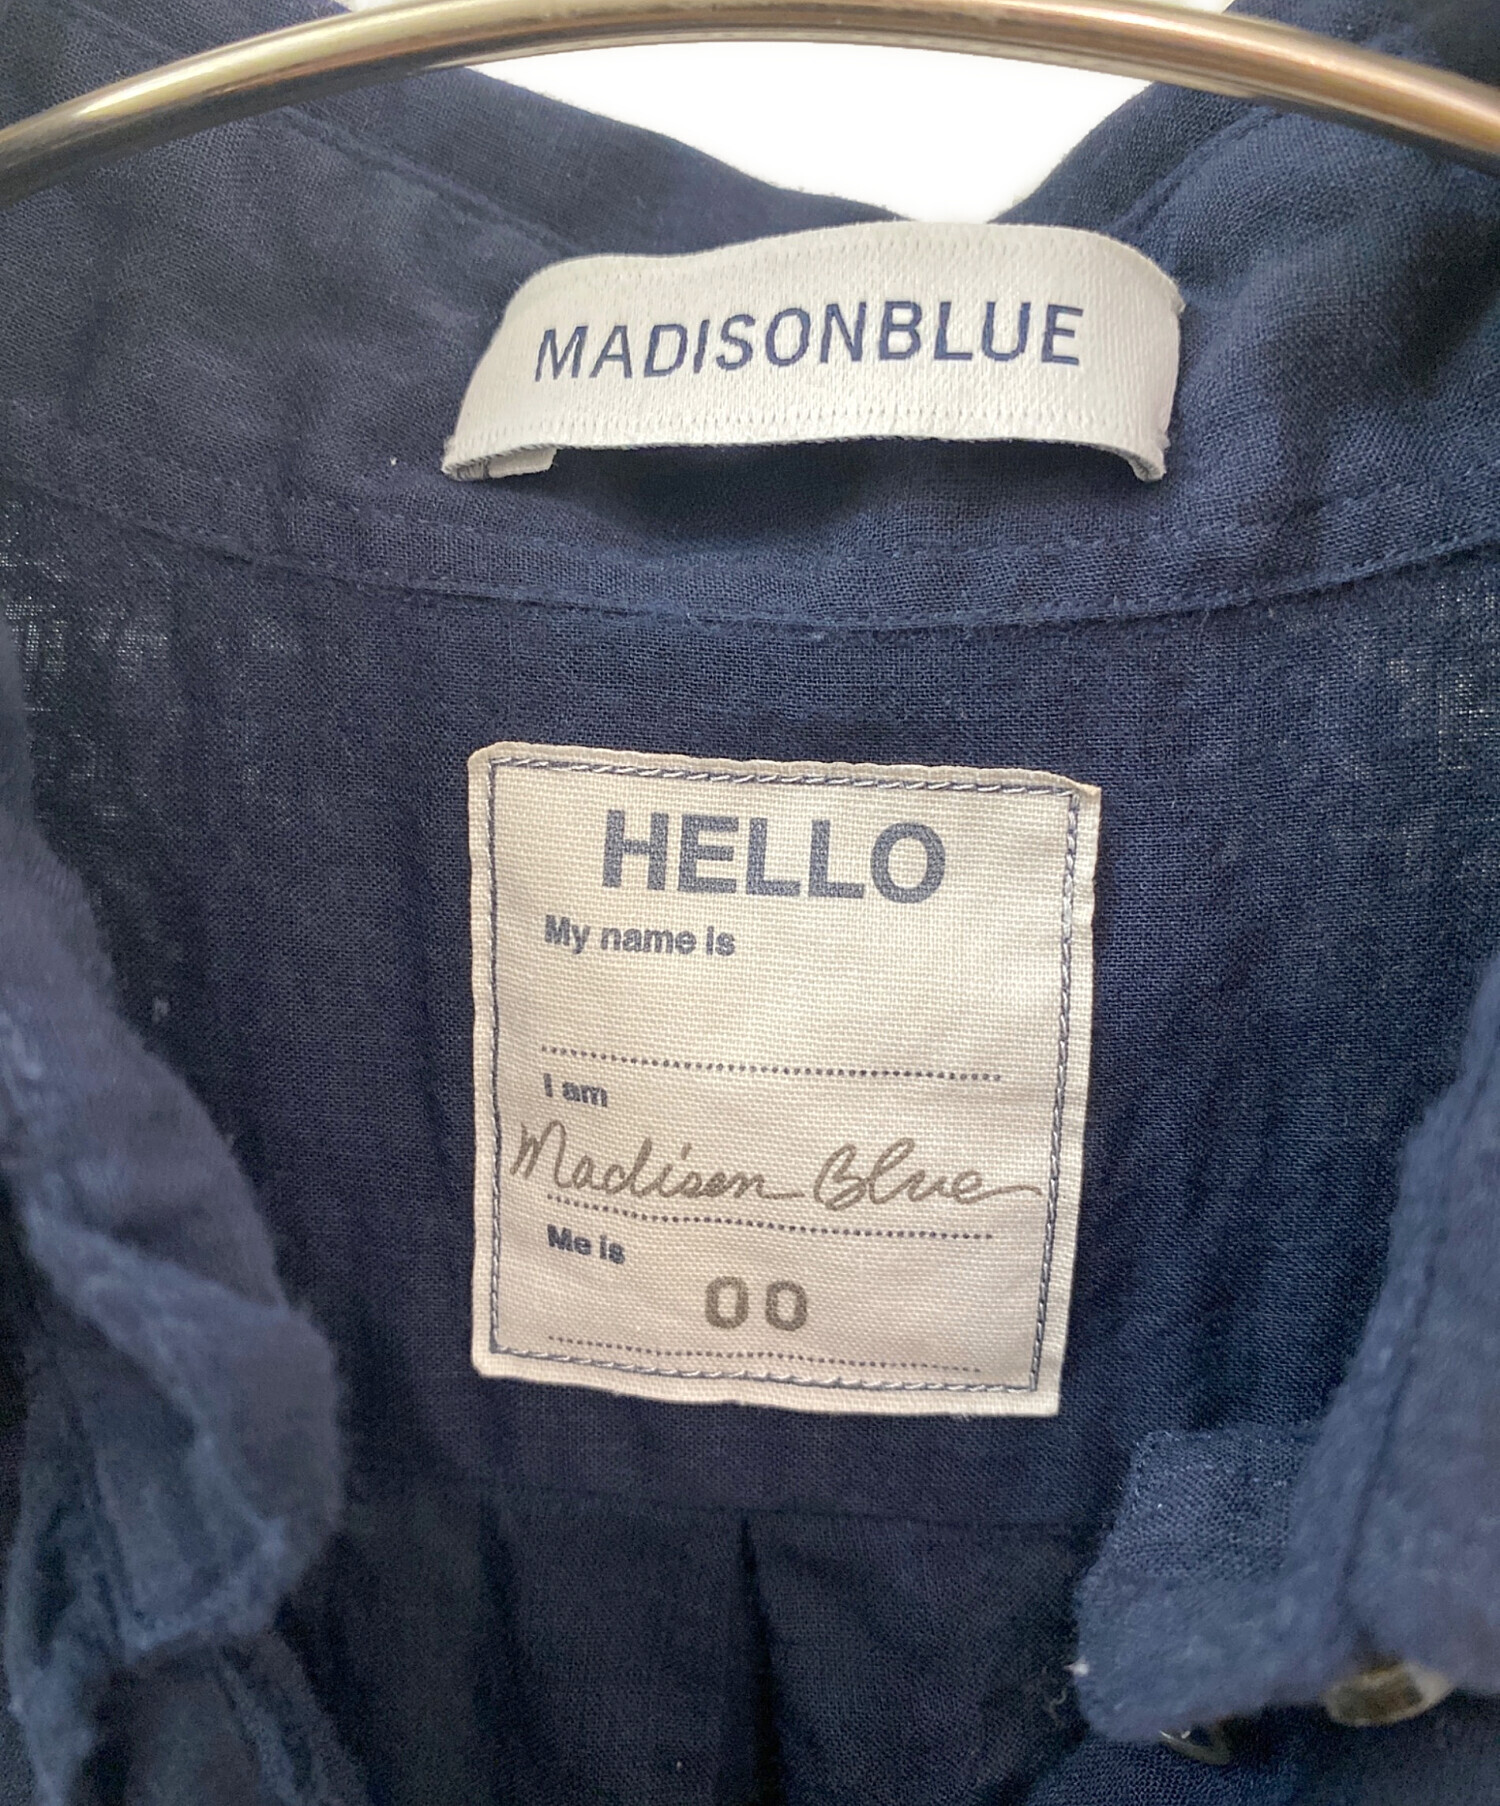 MADISONBLUE
HELLO
My name is
I am
Madison Blue
Me is
00